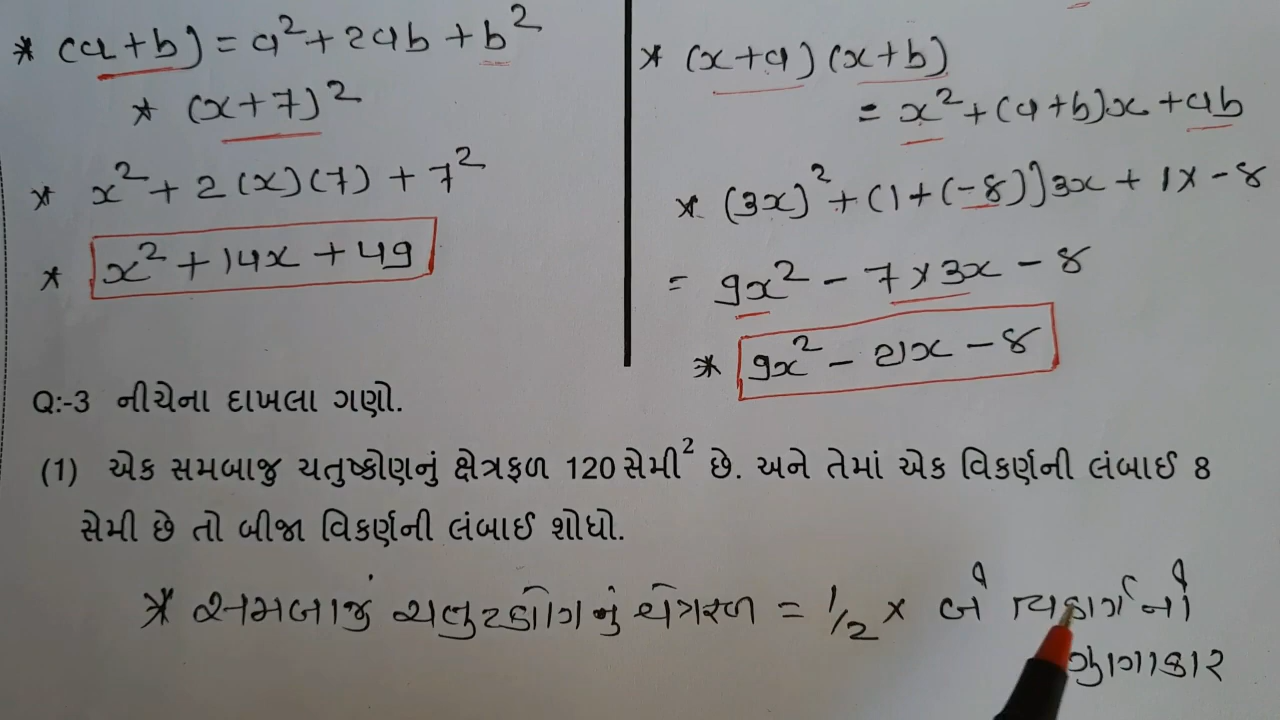 * (a+b) = a²+2ab+b²
* (x+7)²
* x²+2(x)(7)+7²
* x²+14x+49
* (x+a)(x+b)
= x²+(a+b)x+ab
* (3x)²+(1+(-8)]3x+1x-8
= 9x²-7x3x-8
* 9x²-21x-8
Q:-3 નીચેના દાખલા ગણો.
(1) એક સમબાજુ ચતુષ્કોણનું ક્ષેત્રફળ 120 સેમી² છે. અને તેમાં એક વિકર્ણની લંબાઈ 8
સેમી છે તો બીજા વિકર્ણની લંબાઈ શોધો.
* સમબાજું ચતુષ્કોણનું ક્ષેત્રફળ = 1/2 × બે વિકર્ણનો
ગુણાકાર